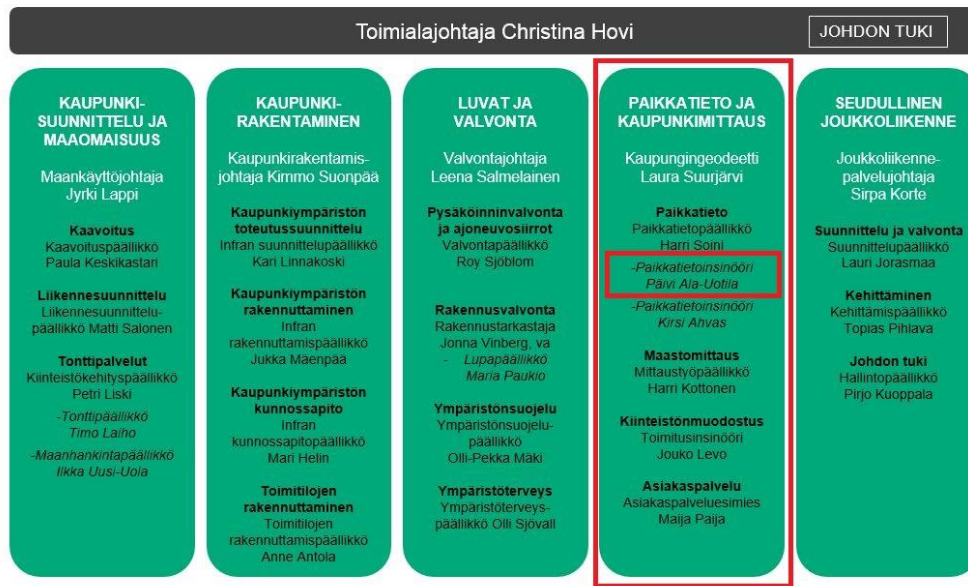 Toimialajohtaja Christina Hovi
JOHDON TUKI
KAUPUNKI-
SUUNNITTELU JA
MAAOMAISUUS
Maankäyttöjohtaja
Jyrki Lappi
Kaavoitus
Kaavoituspäällikkö
Paula Keskikastari
Liikennesuunnittelu
Liikennesuunnittelu-
päällikkö Matti Salonen
Tonttipalvelut
Kiinteistökehityspäällikkö
Petri Liski
-Tonttipäällikkö
Timo Laiho
-Maanhankintapäällikkö
Ilkka Uusi-Uola
KAUPUNKI-
RAKENTAMINEN
Kaupunkirakentamis-
johtaja Kimmo Suonpää
Kaupunkiympäristön
toteutussuunnittelu
Infran suunnittelupäällikkö
Kari Linnakoski
Kaupunkiympäristön
rakennuttaminen
Infran
rakennuttamispäällikkö
Jukka Mäenpää
Kaupunkiympäristön
kunnossapito
Infran
kunnossapitopäällikkö
Mari Helin
Toimitilojen
rakennuttaminen
Toimitilojen
rakennuttamispäällikkö
Anne Antola
LUVAT JA
VALVONTA
Valvontajohtaja
Leena Salmelainen
Pysäköinninvalvonta
ja ajoneuvosiirrot
Valvontapäällikkö
Roy Sjöblom
Rakennusvalvonta
Rakennustarkastaja
Jonna Vinberg, va
- Lupapäällikkö
Maria Paukio
Ympäristönsuojelu
Ympäristönsuojelu-
päällikkö
Olli-Pekka Mäki
Ympäristöterveys
Ympäristöterveys-
päällikkö Olli Sjövall
PAIKKATIETO JA
KAUPUNKIMITTAUS
Kaupungingeodeetti
Laura Suurjärvi
Paikkatieto
Paikkatietopäällikkö
Harri Soini
-Paikkatietoinsinööri
Päivi Ala-Uotila
-Paikkatietoinsinööri
Kirsi Ahvas
Maastomittaus
Mittaustyöpäällikkö
Harri Kottonen
Kiinteistönmuodostus
Toimitusinsinööri
Jouko Levo
Asiakaspalvelu
Asiakaspalveluesimies
Maija Paija
SEUDULLINEN
JOUKKOLIIKENNE
Joukkoliikenne-
palvelujohtaja
Sirpa Korte
Suunnittelu ja valvonta
Suunnittelupäällikkö
Lauri Jorasmaa
Kehittäminen
Kehittämispäällikkö
Topias Pihlava
Johdon tuki
Hallintopäällikkö
Pirjo Kuoppala